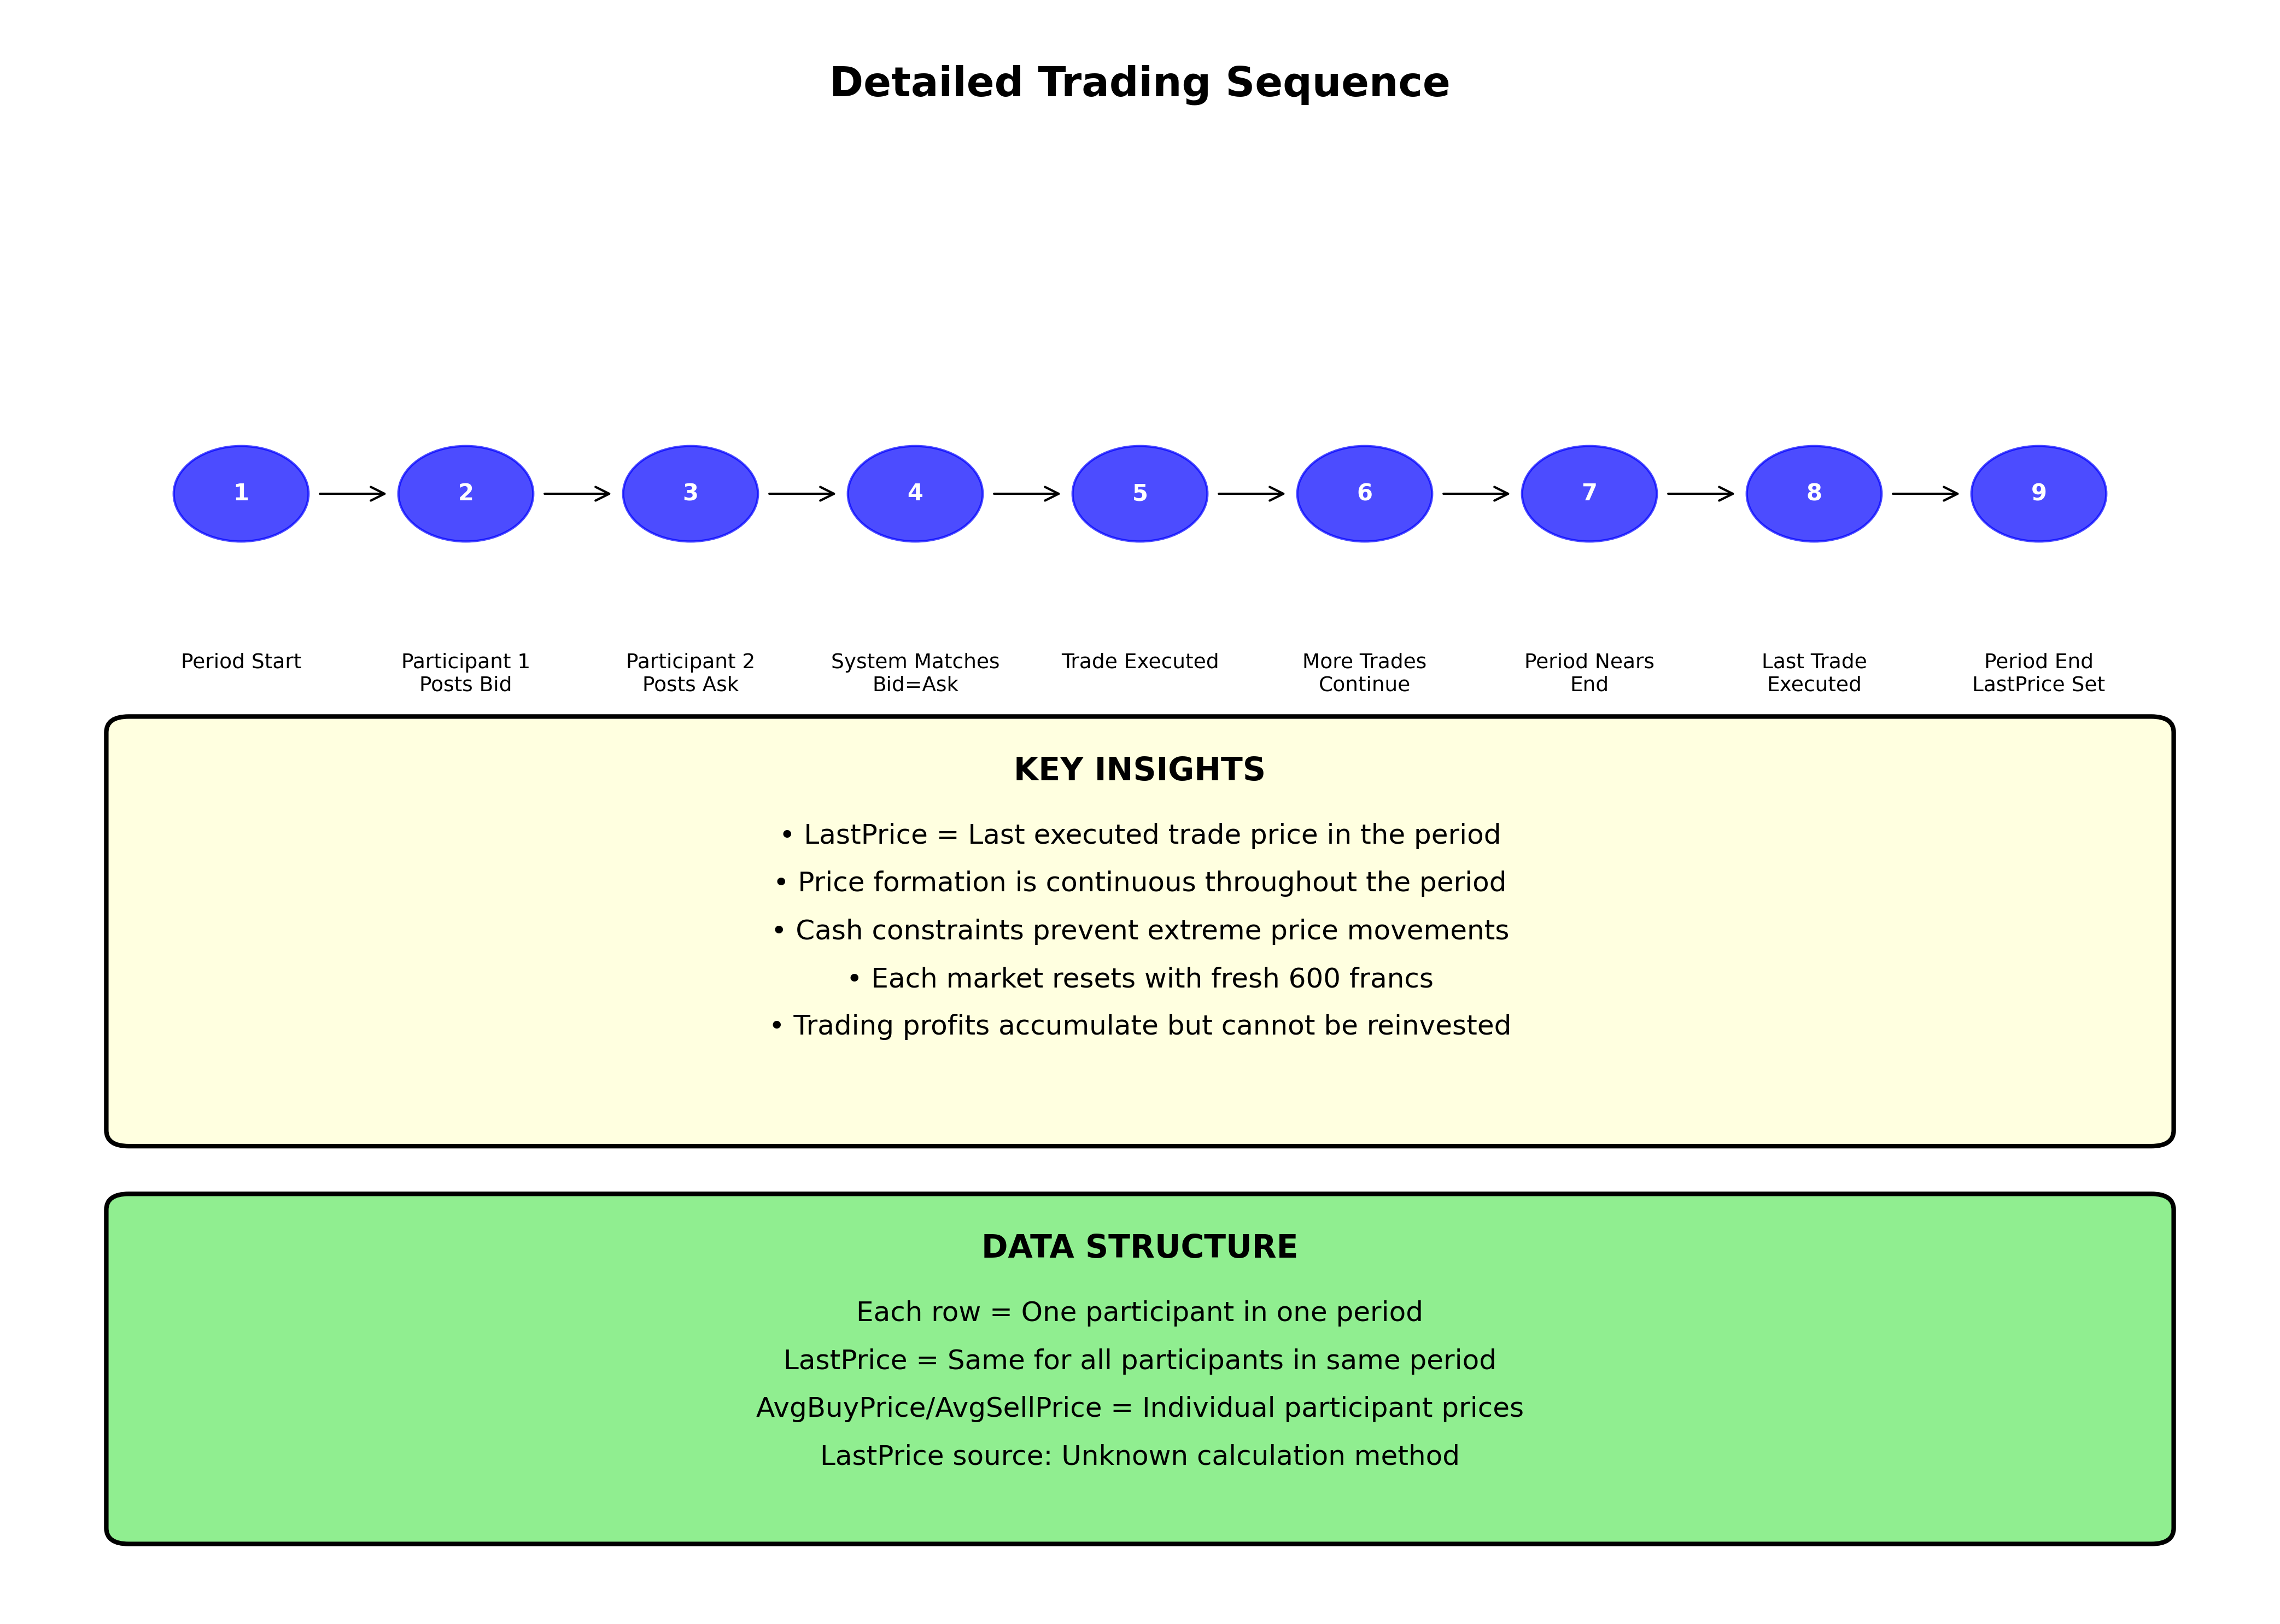 Detailed Trading Sequence
1
2
3
4
5
6
7
8
9
Period Start
Participant 1
Posts Bid
Participant 2
Posts Ask
System Matches
Bid=Ask
Trade Executed
More Trades
Continue
Period Nears
End
Last Trade
Executed
Period End
LastPrice Set
KEY INSIGHTS
• LastPrice = Last executed trade price in the period
• Price formation is continuous throughout the period
• Cash constraints prevent extreme price movements
• Each market resets with fresh 600 francs
• Trading profits accumulate but cannot be reinvested
DATA STRUCTURE
Each row = One participant in one period
LastPrice = Same for all participants in same period
AvgBuyPrice/AvgSellPrice = Individual participant prices
LastPrice source: Unknown calculation method